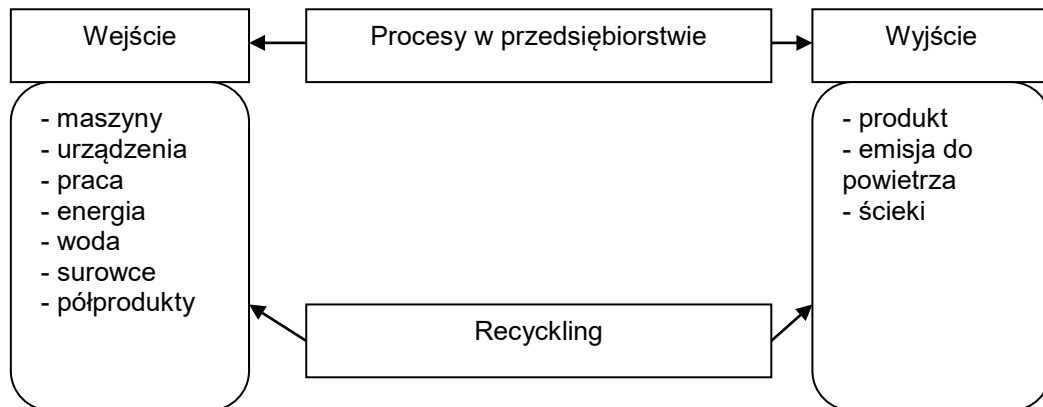 Wejście
Procesy w przedsiębiorstwie
Wyjście
- maszyny
- urządzenia
- praca
- energia
- woda
- surowce
- półprodukty
- produkt
- emisja do
powietrza
- ścieki
Recyckling